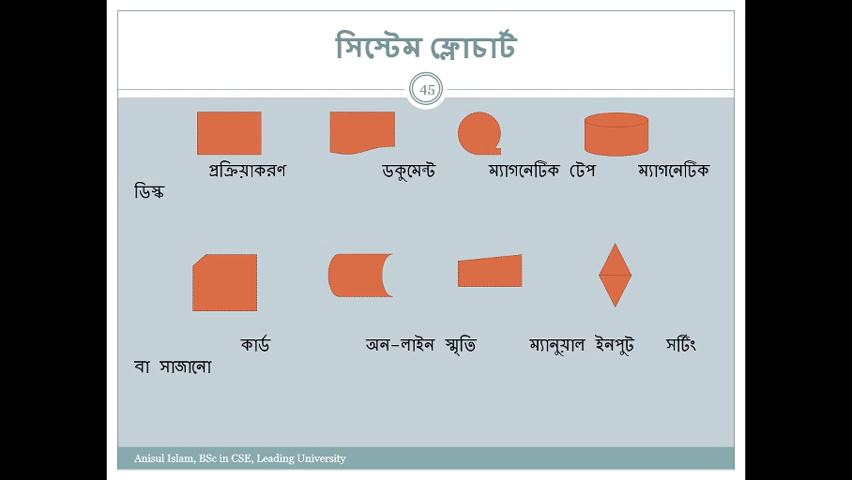 সিস্টেম ফ্লোচার্ট
45
প্রক্রিয়াকরণ ডকুমেন্ট ম্যাগনেটিক টেপ ম্যাগনেটিক
ডিস্ক
কার্ড অন-লাইন স্মৃতি ম্যানুয়াল ইনপুট সর্টিং
বা সাজানো
Anisul Islam, BSc in CSE, Leading University